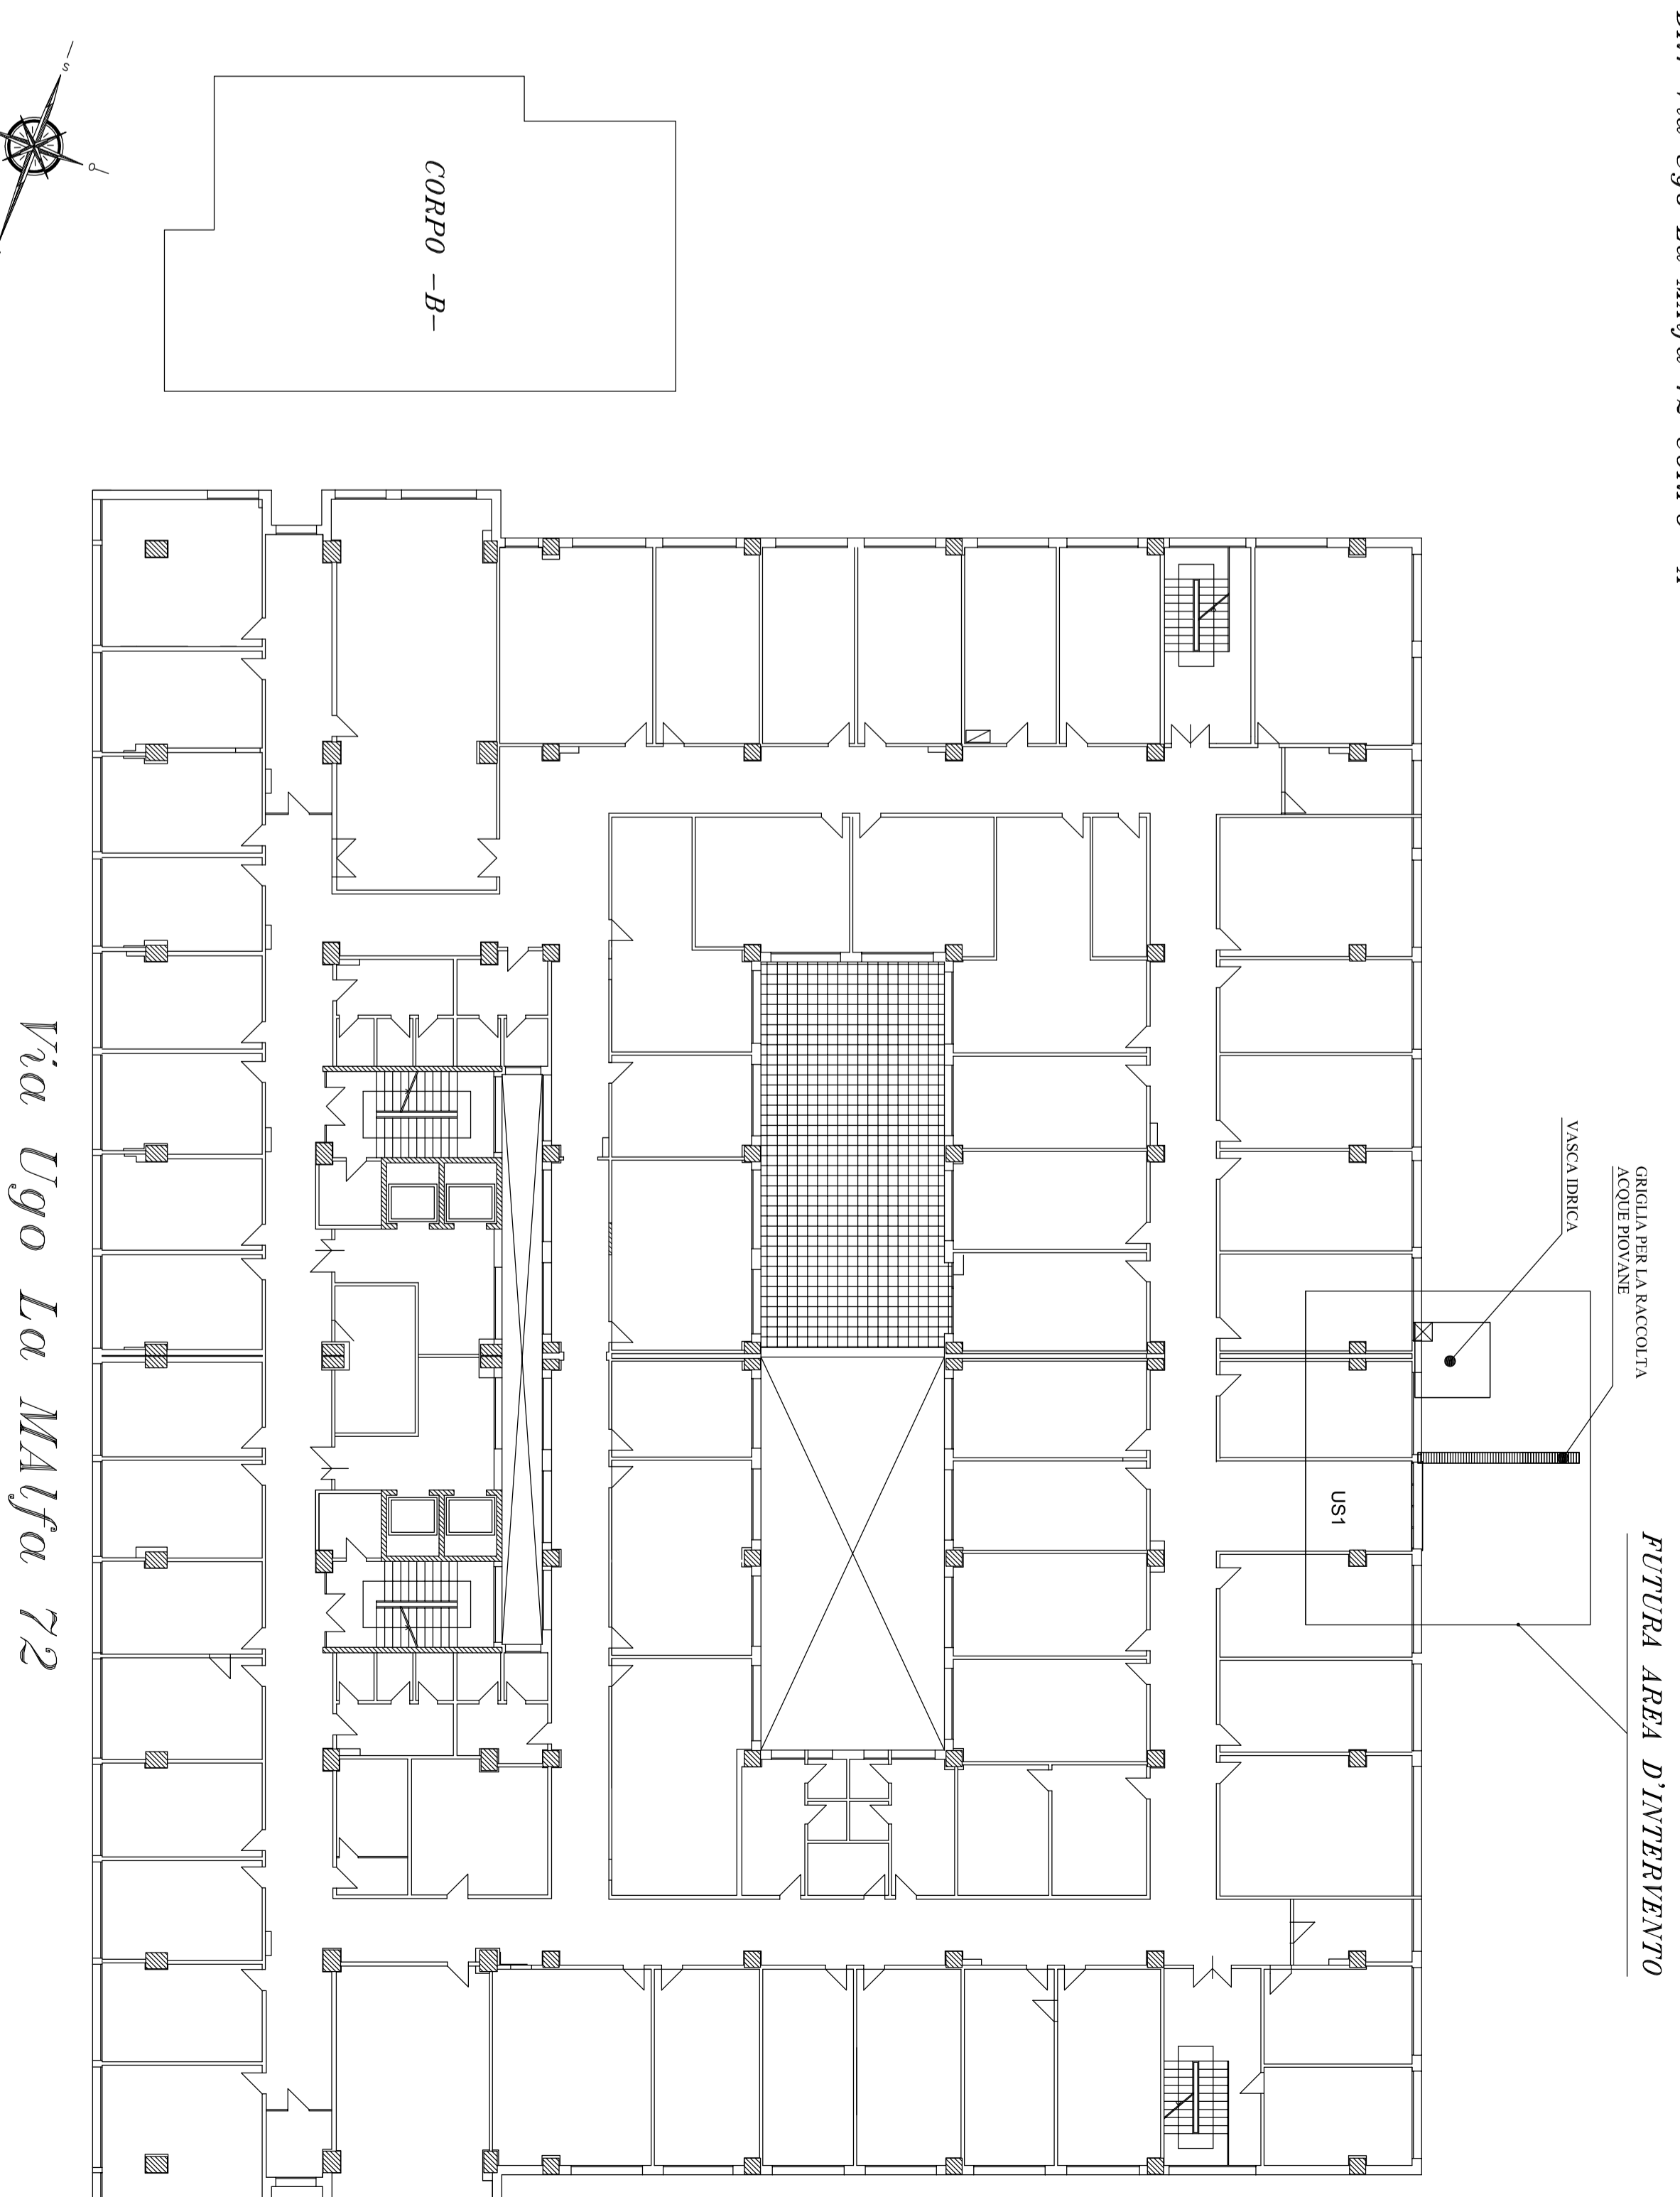 FUTURA AREA D'INTERVENTO
GRIGLIA PER LA RACCOLTA
ACQUE PIOVANE
VASCA IDRICA
US1
CORPO -B-
S
O
Via Ugo La MAlfa 72